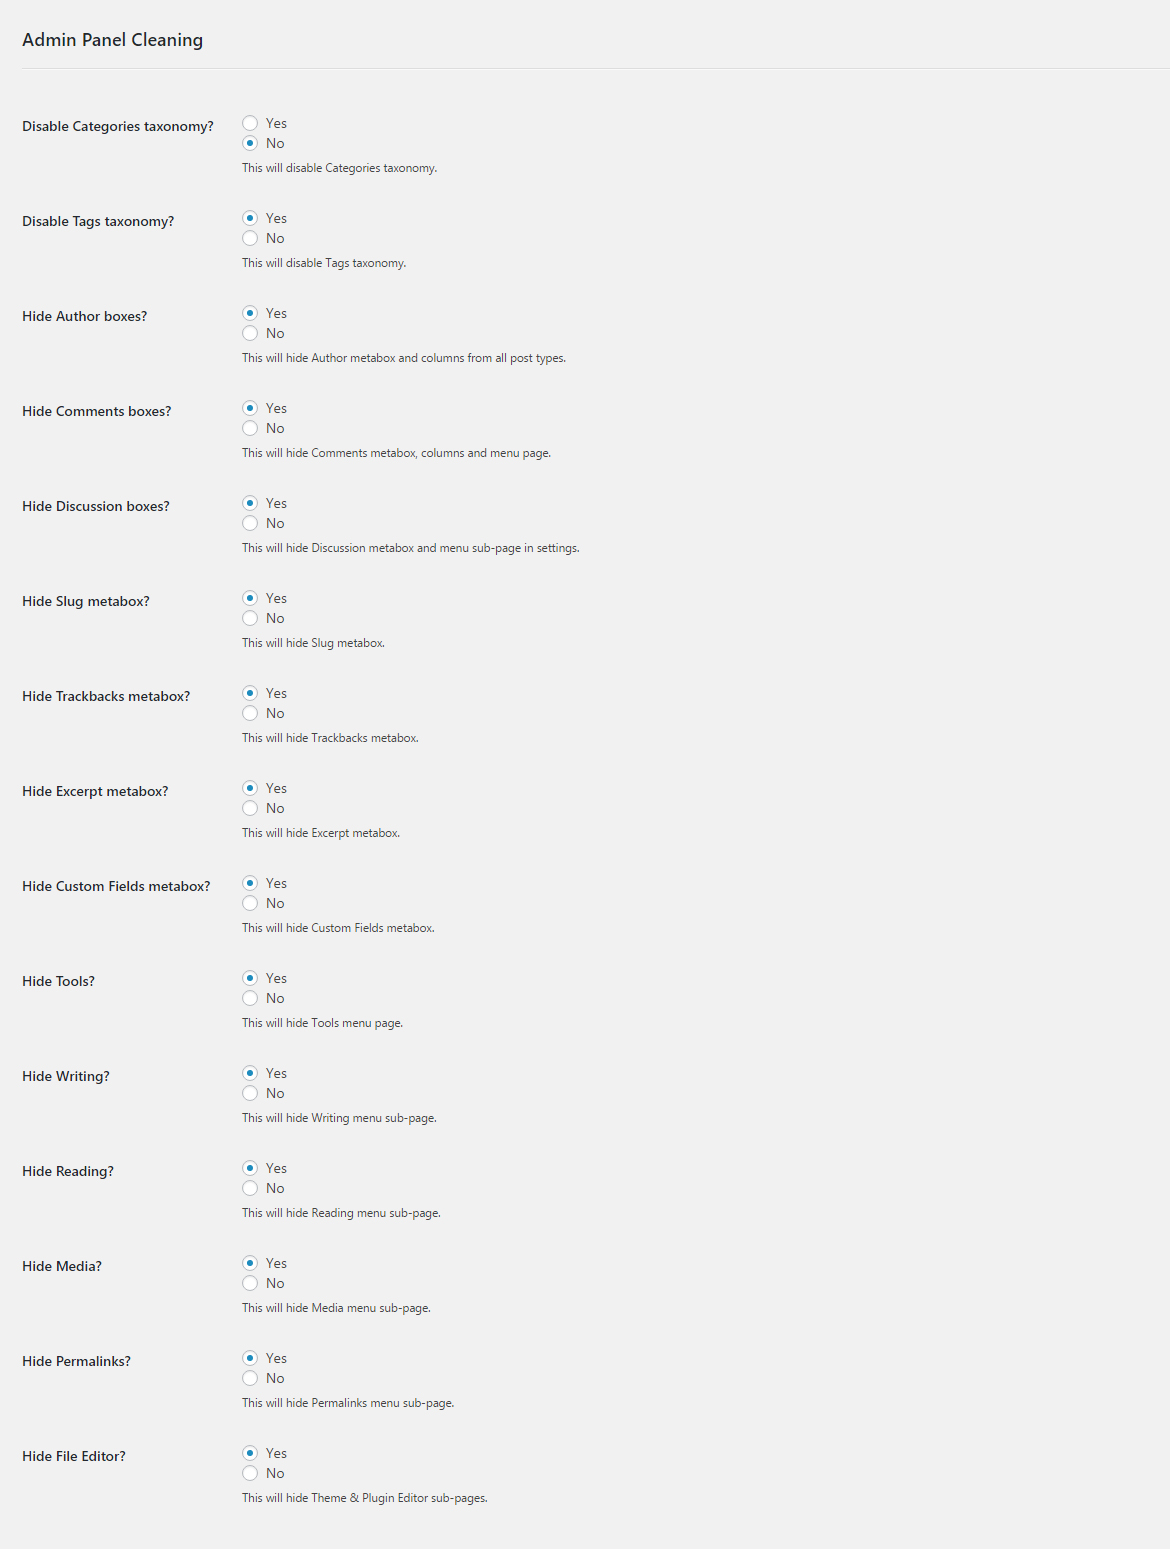 Admin Panel Cleaning
Disable Categories taxonomy?
Yes
No
This will disable Categories taxonomy.
Disable Tags taxonomy?
Yes
No
This will disable Tags taxonomy.
Hide Author boxes?
Yes
No
This will hide Author metabox and columns from all post types.
Hide Comments boxes?
Yes
No
This will hide Comments metabox, columns and menu page.
Hide Discussion boxes?
Yes
No
This will hide Discussion metabox and menu sub-page in settings.
Hide Slug metabox?
Yes
No
This will hide Slug metabox.
Hide Trackbacks metabox?
Yes
No
This will hide Trackbacks metabox.
Hide Excerpt metabox?
Yes
No
This will hide Excerpt metabox.
Hide Custom Fields metabox?
Yes
No
This will hide Custom Fields metabox.
Hide Tools?
Yes
No
This will hide Tools menu page.
Hide Writing?
Yes
No
This will hide Writing menu sub-page.
Hide Reading?
Yes
No
This will hide Reading menu sub-page.
Hide Media?
Yes
No
This will hide Media menu sub-page.
Hide Permalinks?
Yes
No
This will hide Permalinks menu sub-page.
Hide File Editor?
Yes
No
This will hide Theme & Plugin Editor sub-pages.